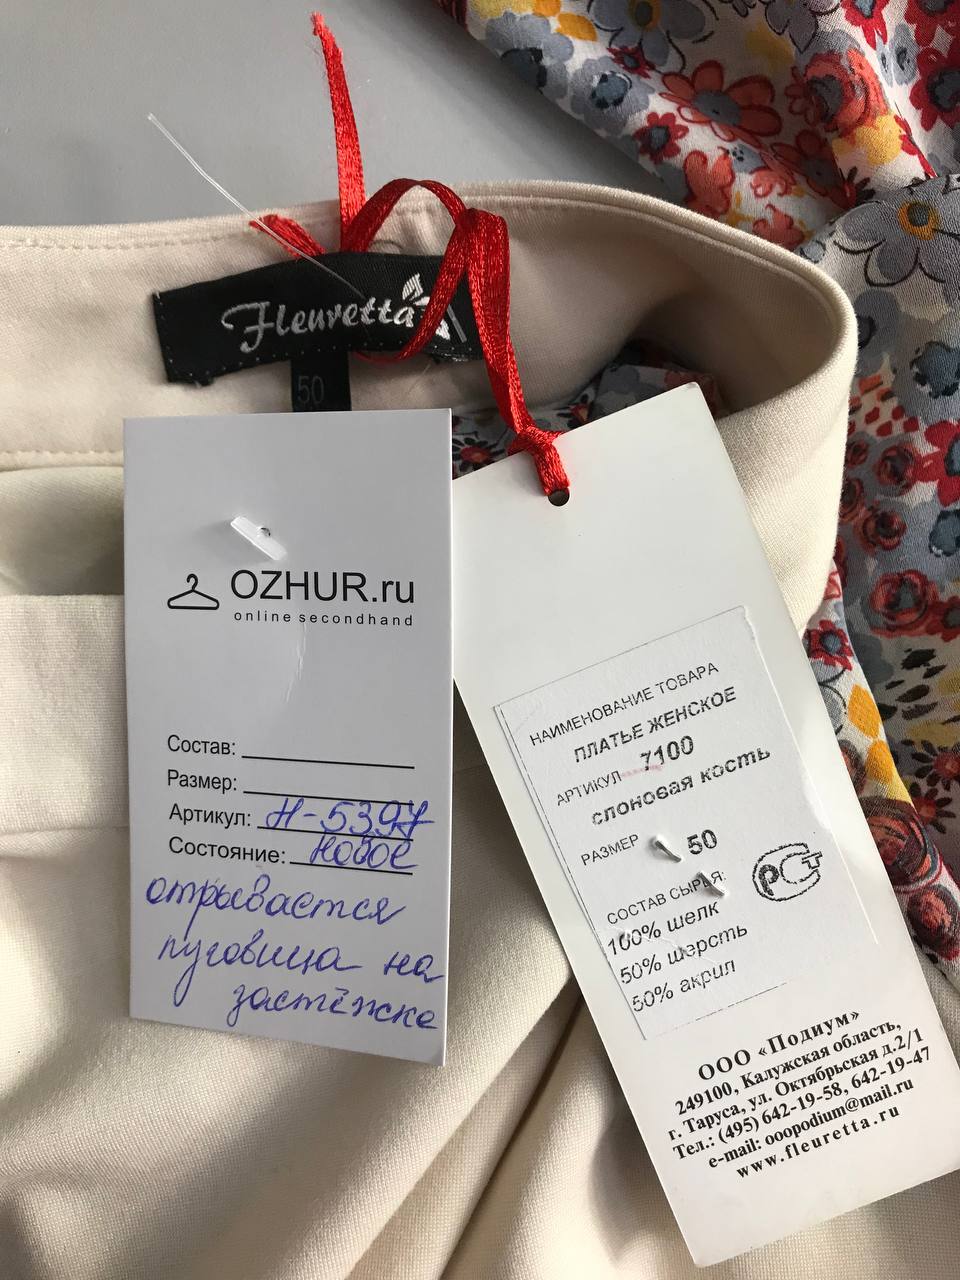 Fleuretta
50
OZHUR.ru
online secondhand
Состав:
Размер:
Артикул: Н-5397
Состояние: новое
отрывается
пуговица на
застёжке
НАИМЕНОВАНИЕ ТОВАРА
ПЛАТЬЕ ЖЕНСКОЕ
АРТИКУЛ 7100
слоновая кость
РАЗМЕР 50
СОСТАВ СЫРЬЯ:
100% шелк
50% шерсть
50% акрил
РСТ
ООО «Подиум»
249100, Калужская область,
г. Таруса, ул. Октябрьская д.2/1
Тел.: (495) 642-19-58, 642-19-47
e-mail: ooopodium@mail.ru
www.fleuretta.ru